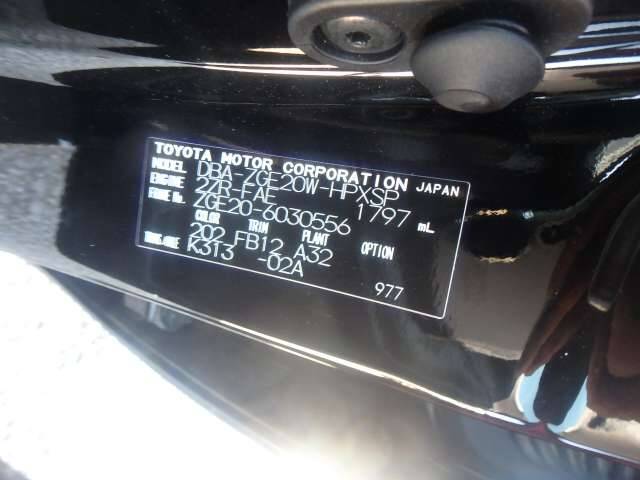 TOYOTA MOTOR CORPORATION JAPAN
MODEL DBA-ZGE20W-HPXSP
ENGINE 2ZR-FAE 1797 mL
FRAME No. ZGE20-6030556
COLOR TRIM PLANT OPTION
202 FB12 A32
TRANS./AXLE K313 -02A
977